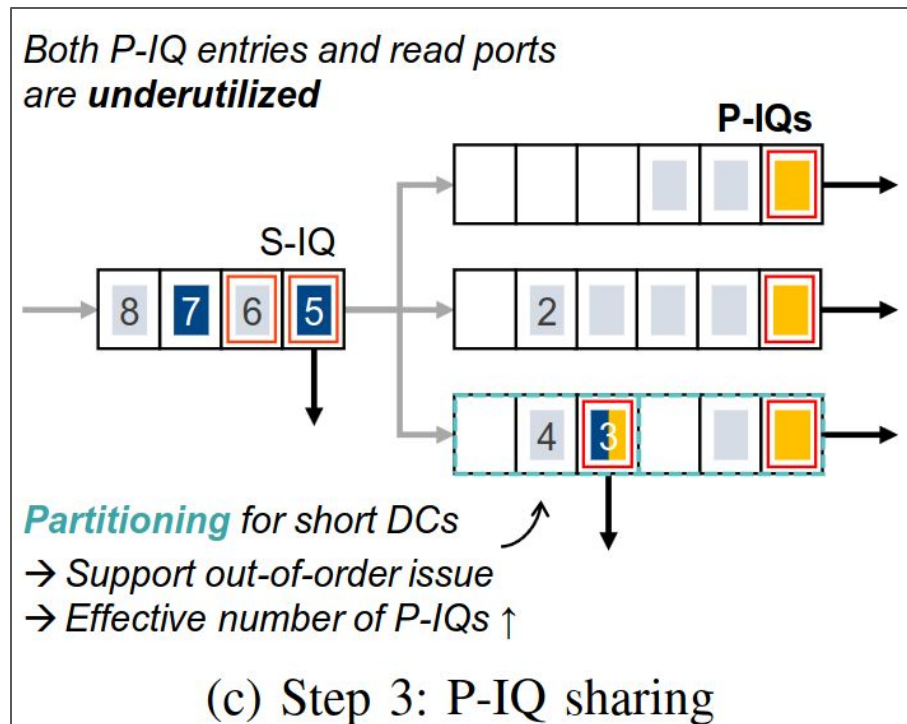 Both P-IQ entries and read ports
are underutilized
P-IQs
S-IQ
8 7 6 5
2
4 3
Partitioning for short DCs
→ Support out-of-order issue
→ Effective number of P-IQs ↑
(c) Step 3: P-IQ sharing